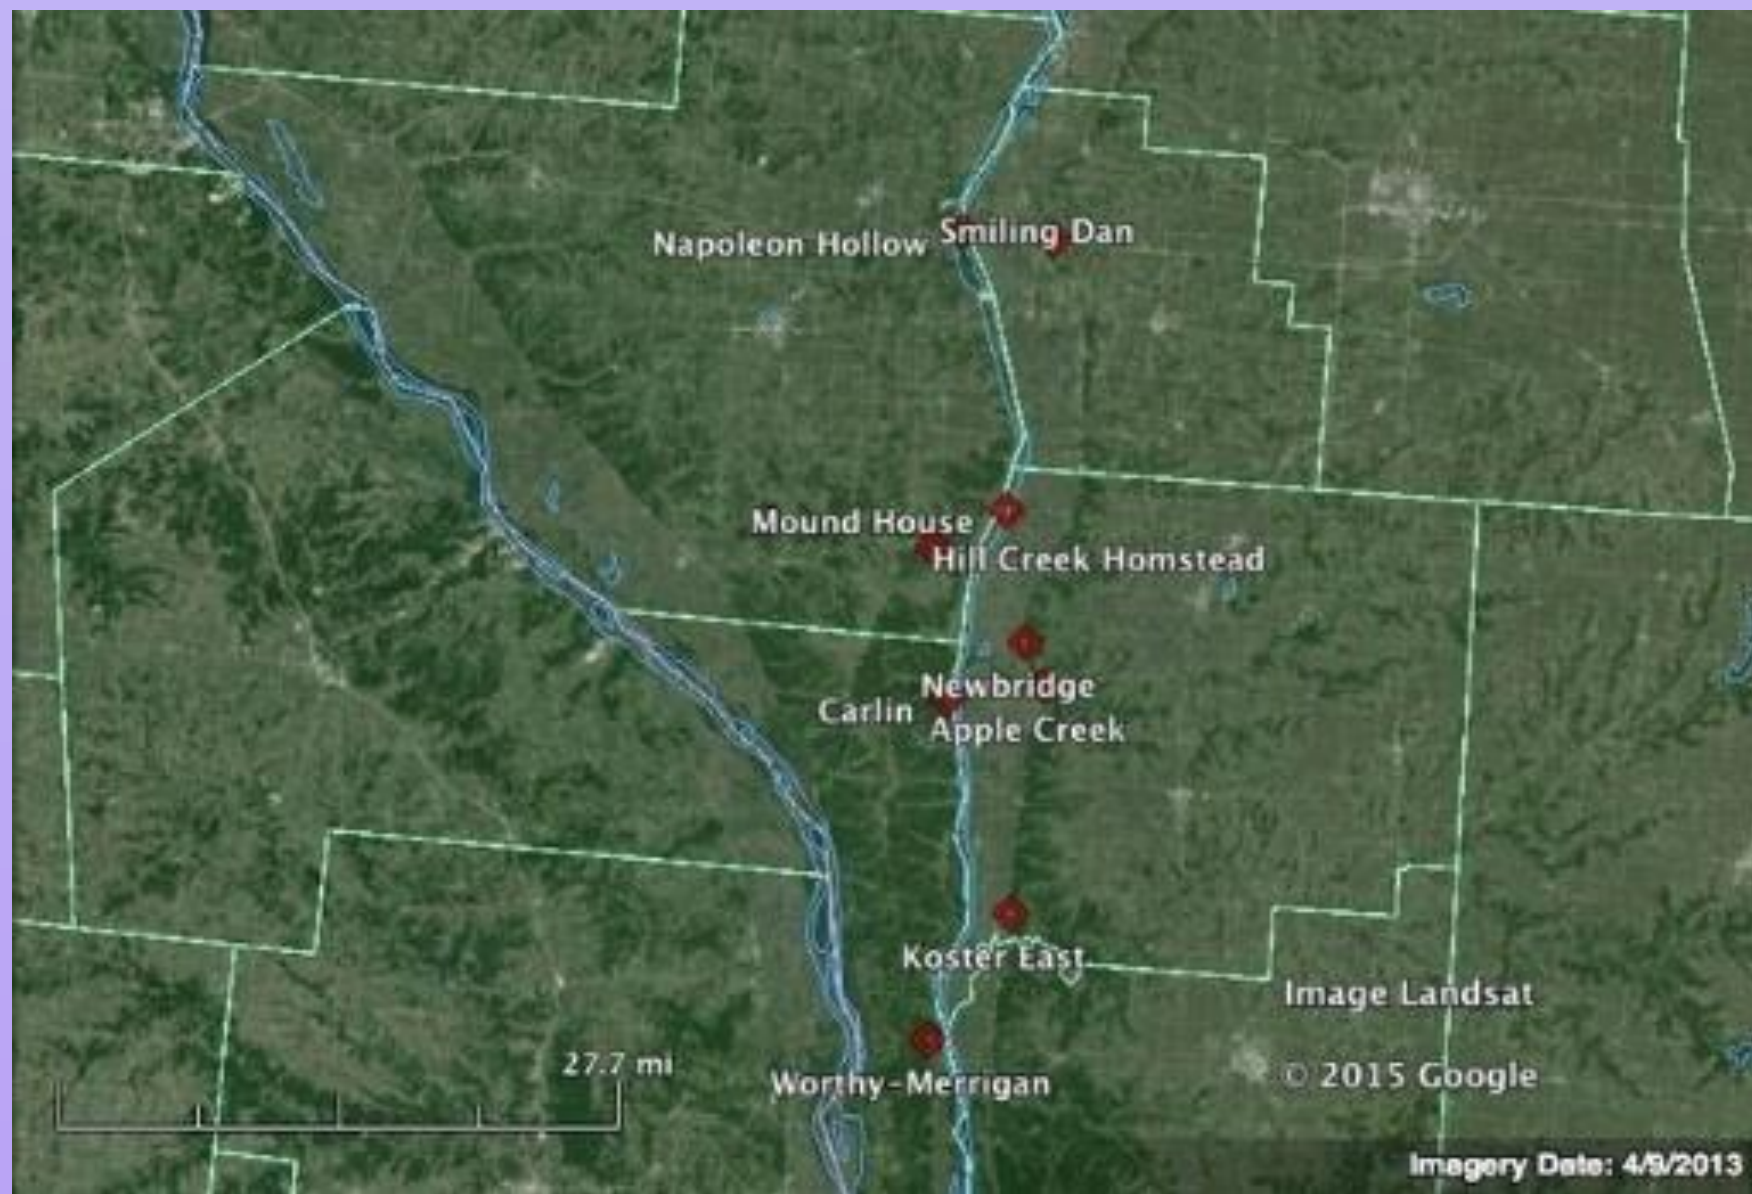 Smiling Dan
Napoleon Hollow
Mound House
Hill Creek Homstead
Newbridge
Carlin
Apple Creek
Koster East
Image Landsat
27.7 mi
Worthy-Merrigan
© 2015 Google
Imagery Date: 4/9/2013